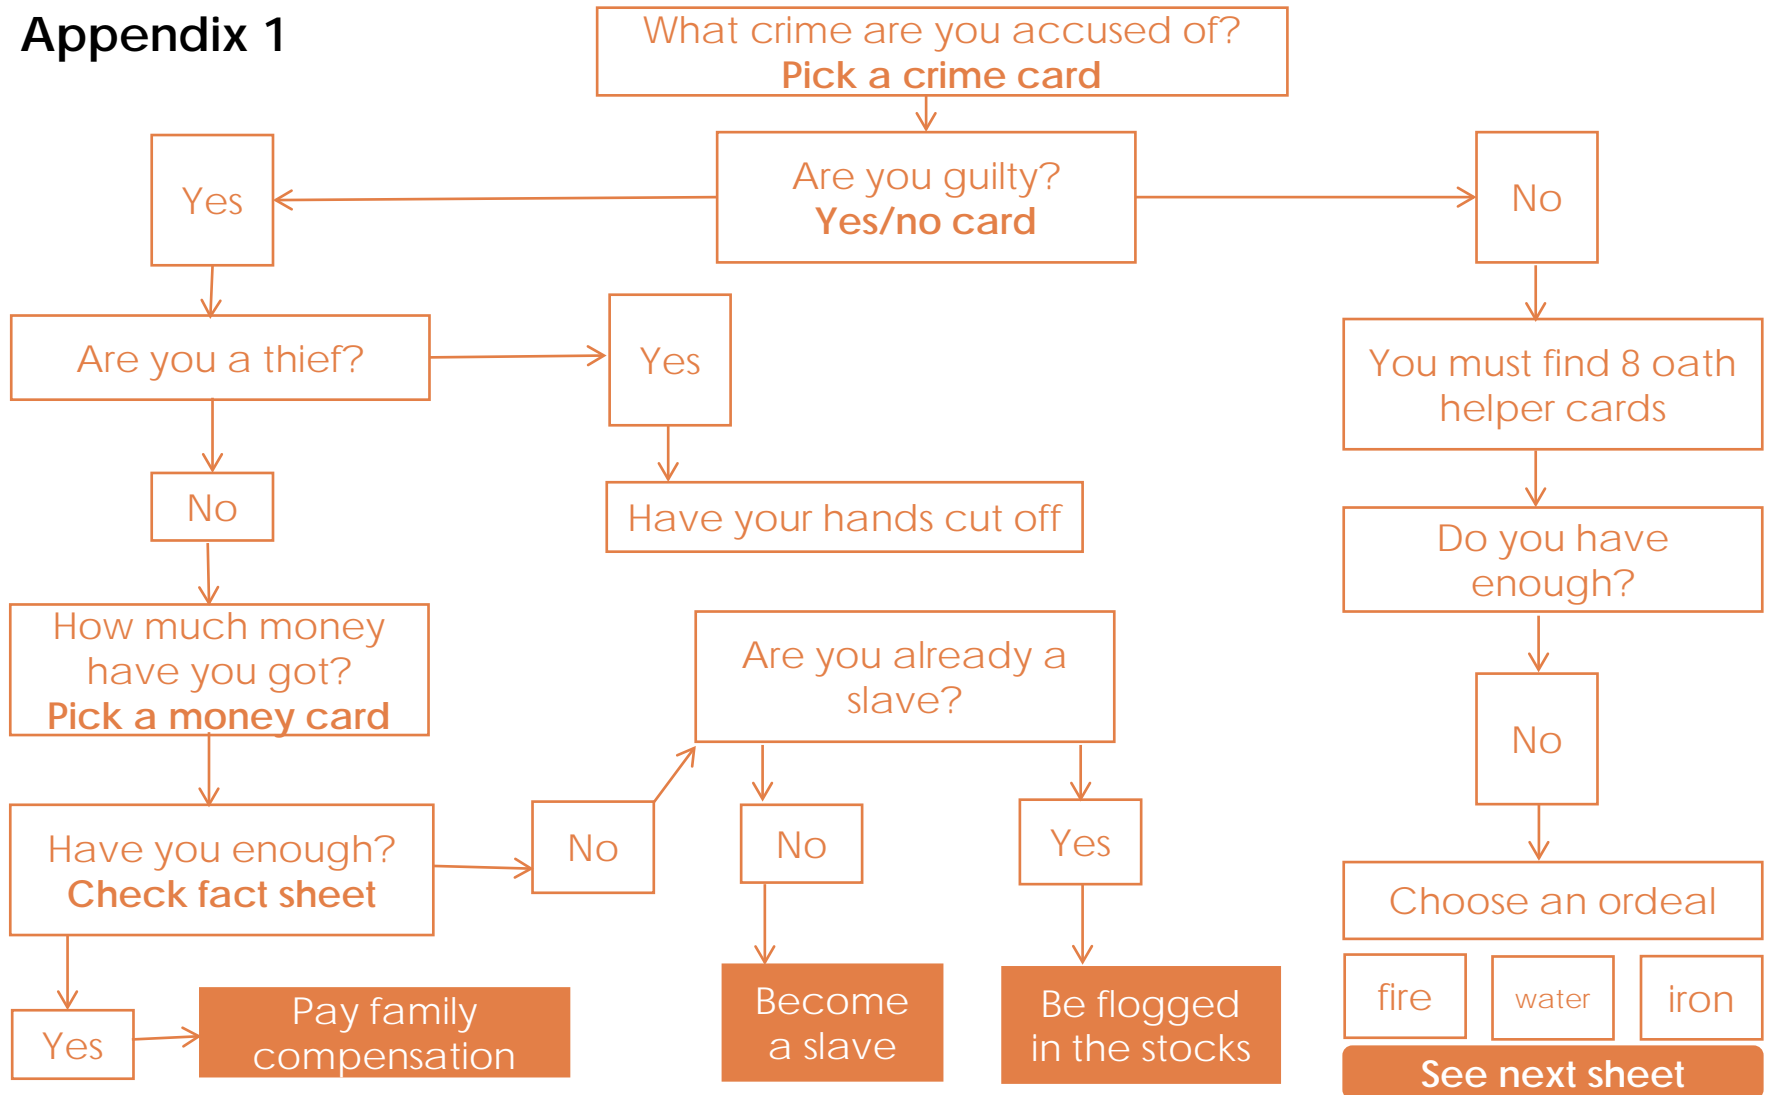 Appendix 1
What crime are you accused of?
Pick a crime card
Are you guilty?
Yes/no card
Yes
No
Are you a thief?
Yes
Have your hands cut off
No
How much money
have you got?
Pick a money card
Have you enough?
Check fact sheet
Yes
Pay family
compensation
No
Are you already a
slave?
No
Become
a slave
Yes
Be flogged
in the stocks
You must find 8 oath
helper cards
Do you have
enough?
No
Choose an ordeal
fire
water
iron
See next sheet